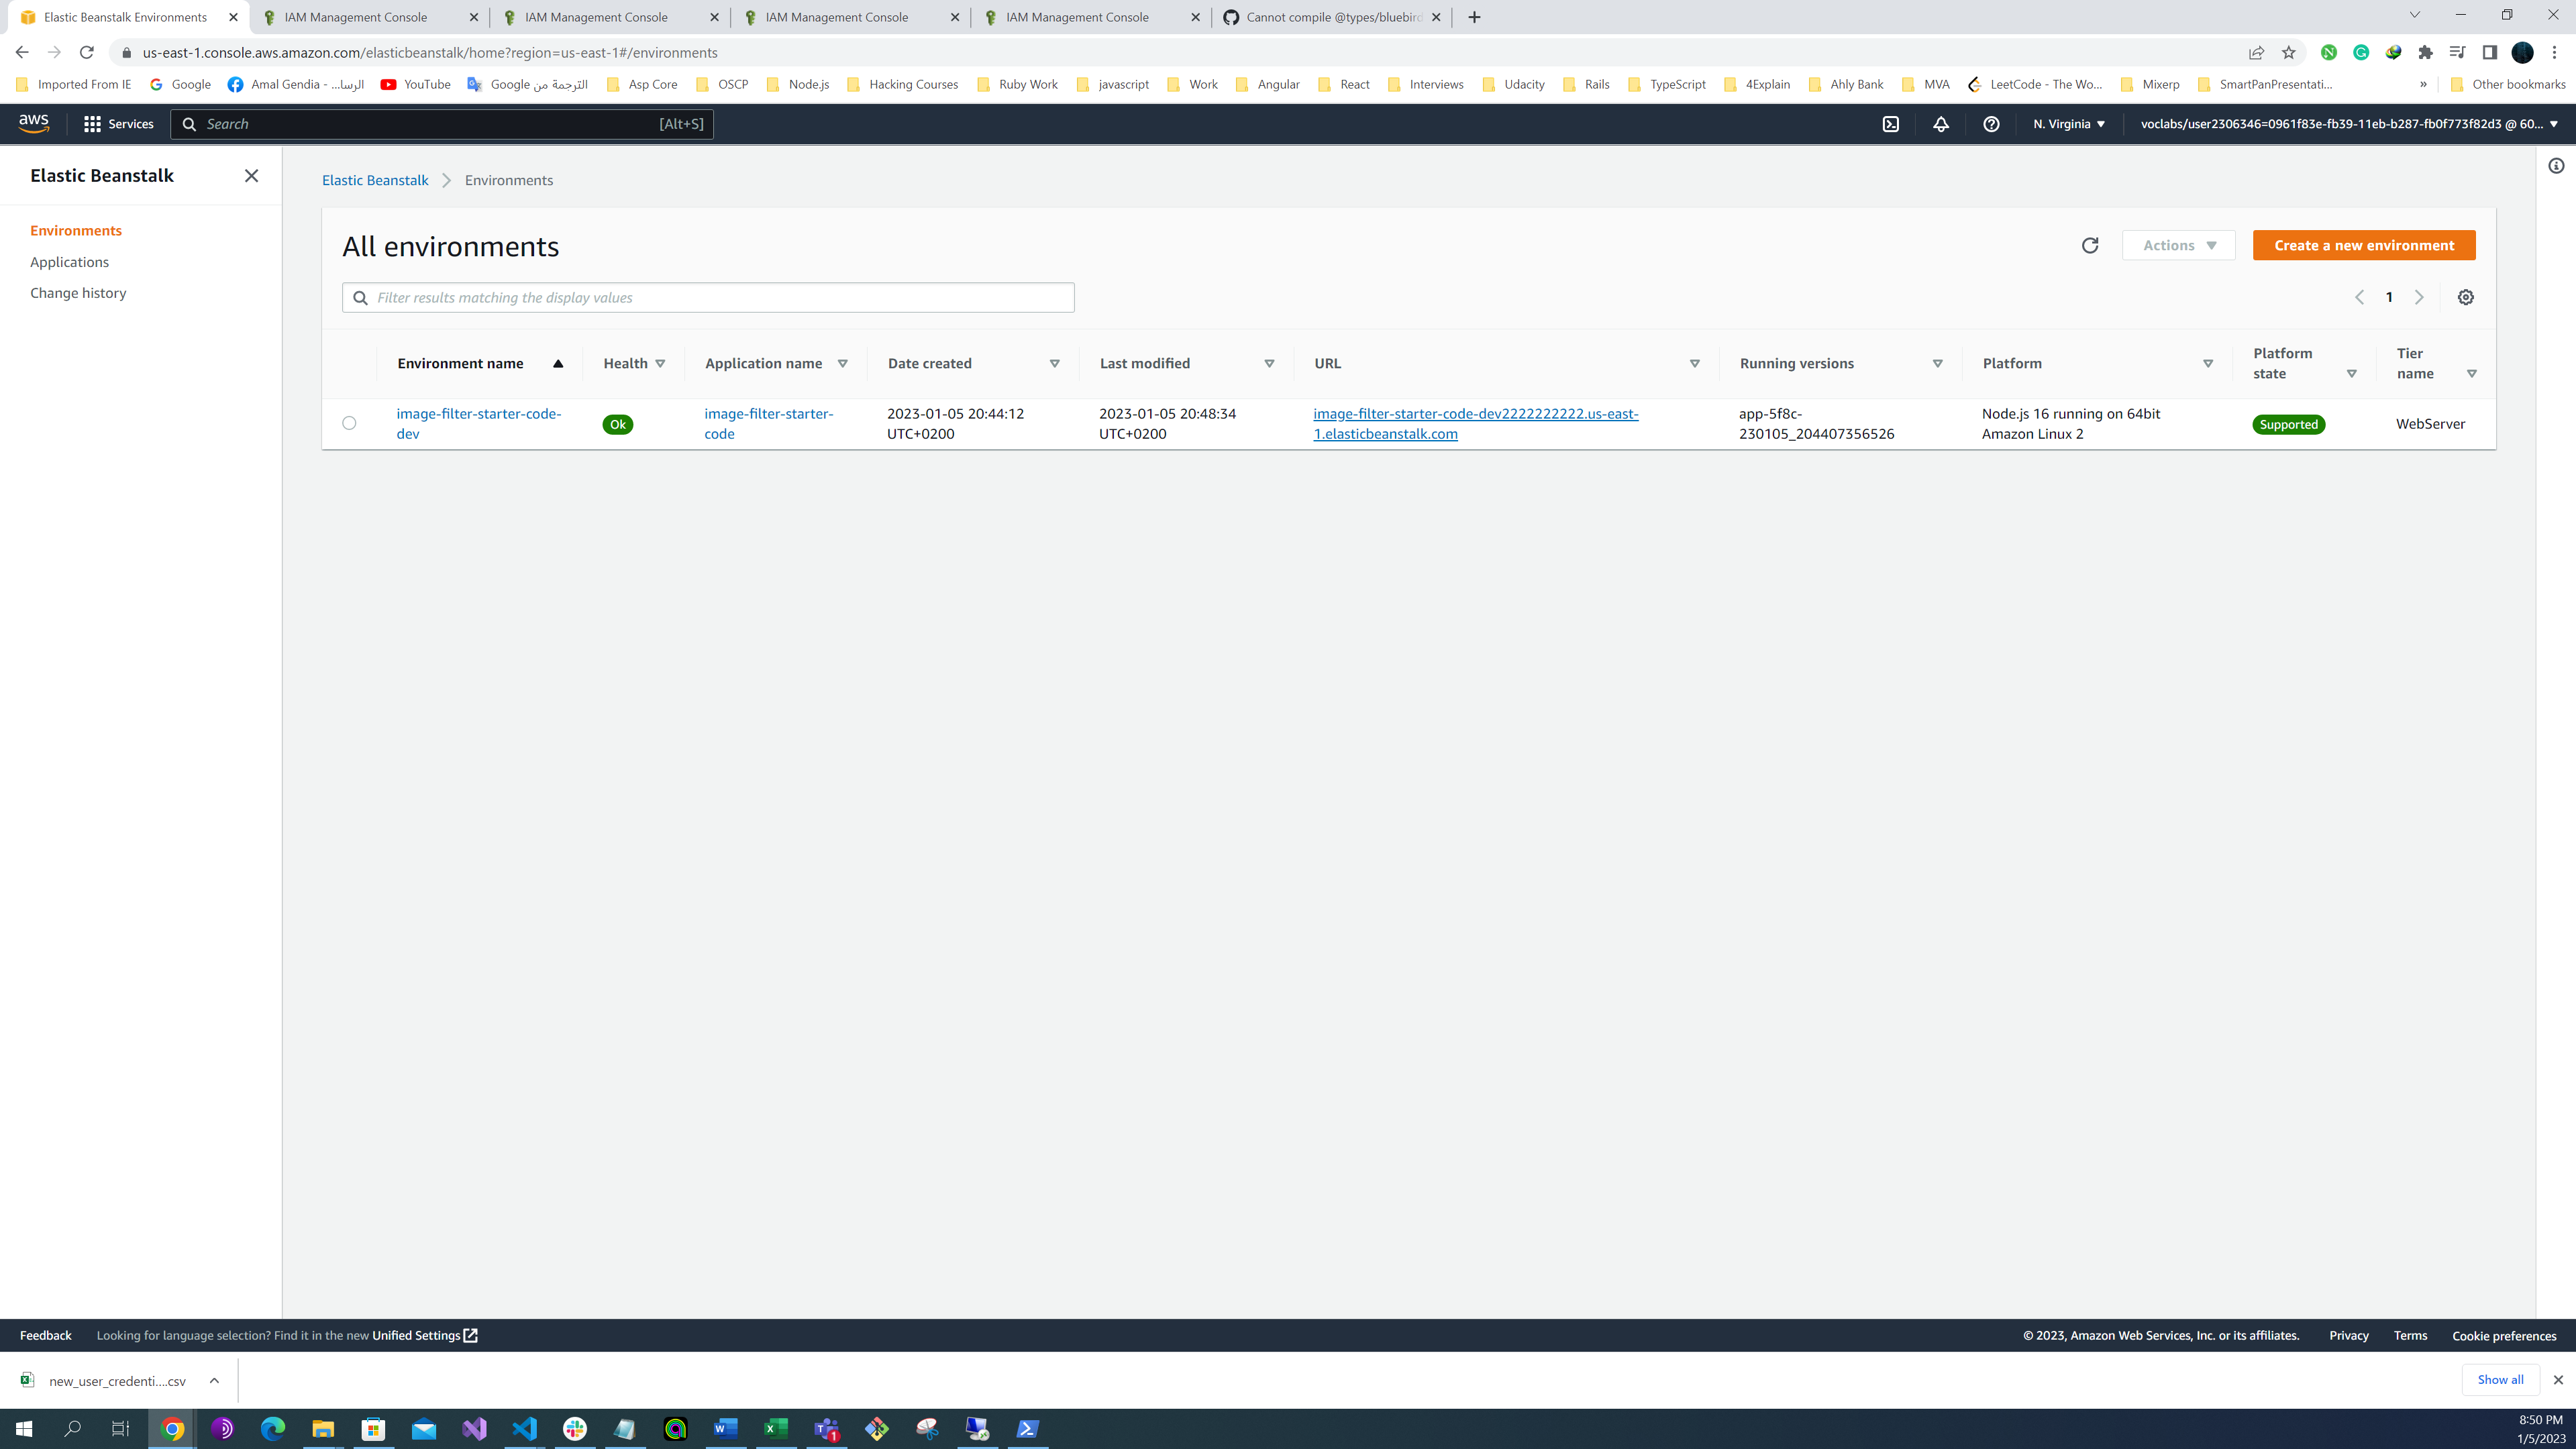 Elastic Beanstalk Environments
IAM Management Console
IAM Management Console
IAM Management Console
IAM Management Console
Cannot compile @types/bluebird
us-east-1.console.aws.amazon.com/elasticbeanstalk/home?region=us-east-1#/environments
Imported From IE
Google
Amal Gendia - ...الرسا
YouTube
الترجمة من Google
Asp Core
OSCP
Node.js
Hacking Courses
Ruby Work
javascript
Work
Angular
React
Interviews
Udacity
Rails
TypeScript
4Explain
Ahly Bank
MVA
LeetCode - The Wo...
Mixerp
SmartPanPresentati...
»
Other bookmarks
aws
Services
Search
[Alt+S]
N. Virginia
voclabs/user2306346=0961f83e-fb39-11eb-b287-fb0f773f82d3 @ 60...
Elastic Beanstalk
Environments
Applications
Change history
Elastic Beanstalk
Environments
All environments
Actions
Create a new environment
Filter results matching the display values
1
Environment name
Health
Application name
Date created
Last modified
URL
Running versions
Platform
Platform
state
Tier
name
image-filter-starter-code-
dev
Ok
image-filter-starter-
code
2023-01-05 20:44:12
UTC+0200
2023-01-05 20:48:34
UTC+0200
image-filter-starter-code-dev2222222222.us-east-
1.elasticbeanstalk.com
app-5f8c-
230105_204407356526
Node.js 16 running on 64bit
Amazon Linux 2
Supported
WebServer
Feedback
Looking for language selection? Find it in the new Unified Settings
© 2023, Amazon Web Services, Inc. or its affiliates.
Privacy
Terms
Cookie preferences
new_user_credenti....csv
Show all
8:50 PM
1/5/2023